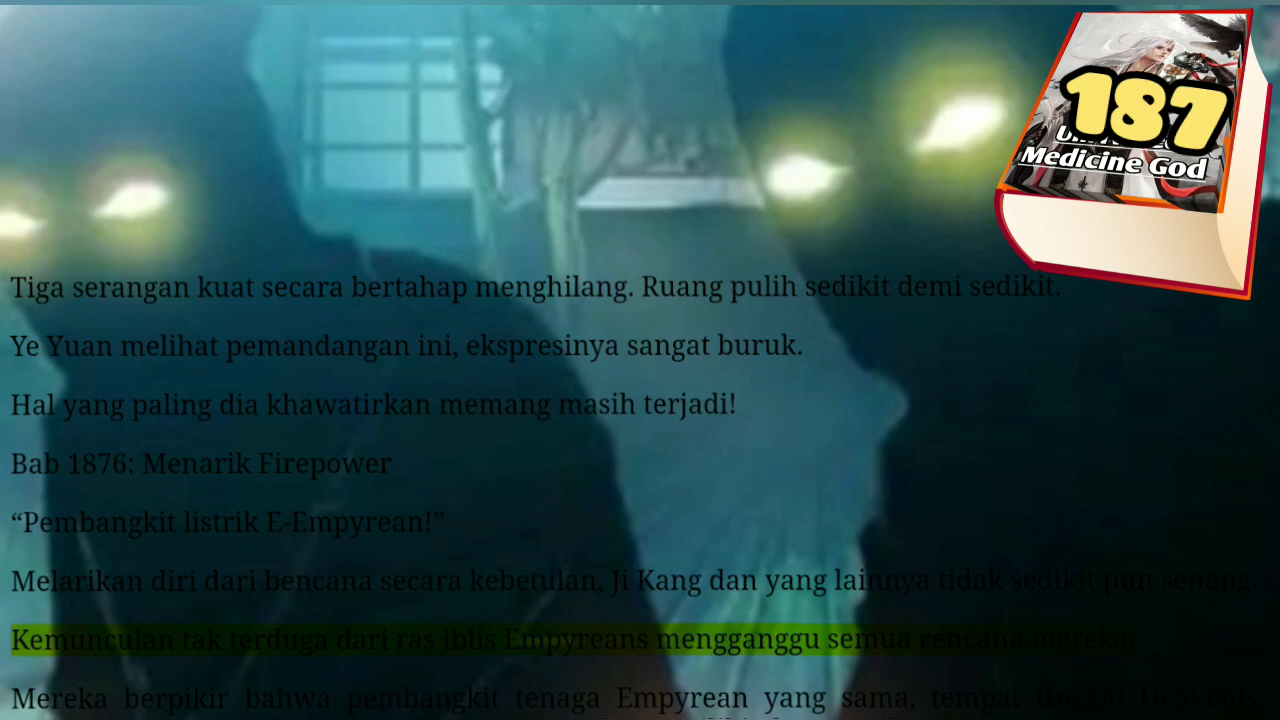 187
Medicine God
Tiga serangan kuat secara bertahap menghilang. Ruang pulih sedikit demi sedikit.
Ye Yuan melihat pemandangan ini, ekspresinya sangat buruk.
Hal yang paling dia khawatirkan memang masih terjadi!
Bab 1876: Menarik Firepower
“Pembangkit listrik E-Empyrean!”
Melarikan diri dari bencana secara kebetulan, Ji Kang dan yang lainnya tidak sedikit pun senang.
Kemunculan tak terduga dari ras iblis Empyreans mengganggu semua rencana mereka.
Mereka berpikir bahwa pembangkit tenaga Empyrean yang sama, tempat tinggal Heavenly